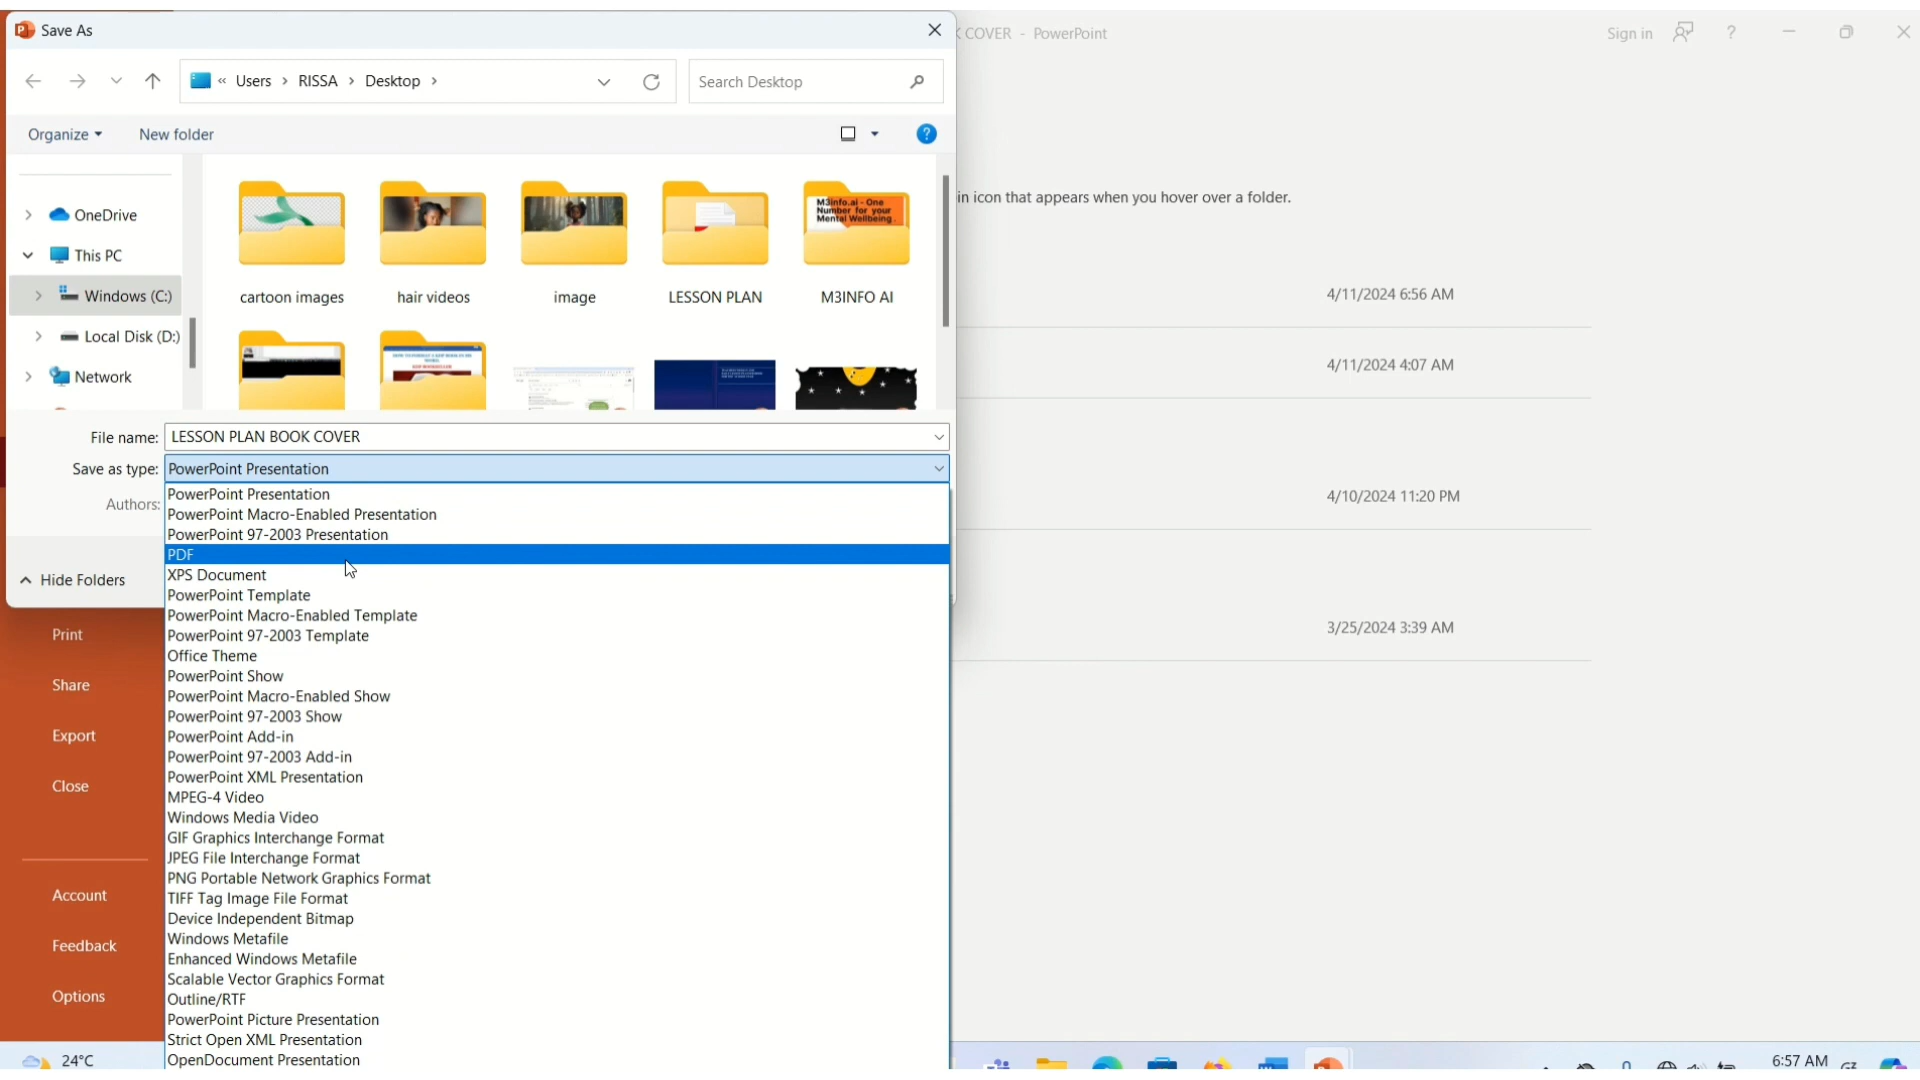 Save As
K COVER - PowerPoint
Sign in
?
« Users > RISSA > Desktop >
Search Desktop
Organize
New folder
?
OneDrive
This PC
Windows (C:)
Local Disk (D:)
Network
M3info.ai - One
Number for your
Mental Wellbeing
cartoon images
hair videos
image
LESSON PLAN
M3INFO AI
in icon that appears when you hover over a folder.
4/11/2024 6:56 AM
4/11/2024 4:07 AM
4/10/2024 11:20 PM
3/25/2024 3:39 AM
File name: LESSON PLAN BOOK COVER
Save as type: PowerPoint Presentation
Authors:
PowerPoint Presentation
PowerPoint Macro-Enabled Presentation
PowerPoint 97-2003 Presentation
PDF
XPS Document
PowerPoint Template
PowerPoint Macro-Enabled Template
PowerPoint 97-2003 Template
Office Theme
PowerPoint Show
PowerPoint Macro-Enabled Show
PowerPoint 97-2003 Show
PowerPoint Add-in
PowerPoint 97-2003 Add-in
PowerPoint XML Presentation
MPEG-4 Video
Windows Media Video
GIF Graphics Interchange Format
JPEG File Interchange Format
PNG Portable Network Graphics Format
TIFF Tag Image File Format
Device Independent Bitmap
Windows Metafile
Enhanced Windows Metafile
Scalable Vector Graphics Format
Outline/RTF
PowerPoint Picture Presentation
Strict Open XML Presentation
OpenDocument Presentation
Hide Folders
Print
Share
Export
Close
Account
Feedback
Options
24°C
6:57 AM